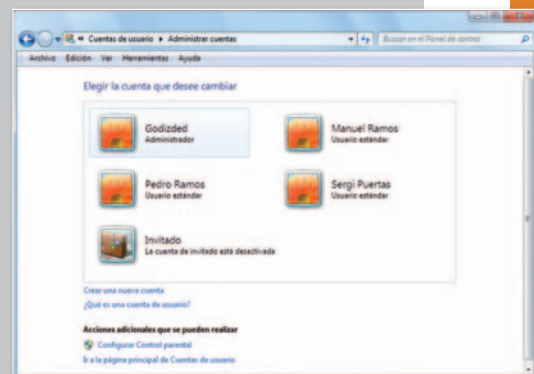 Cuentas de usuario ▸ Administrar cuentas
Buscar en el Panel de control
Archivo Edición Ver Herramientas Ayuda
Elegir la cuenta que desee cambiar
Godizded
Administrador
Manuel Ramos
Usuario estándar
Pedro Ramos
Usuario estándar
Sergi Puertas
Usuario estándar
Invitado
La cuenta de invitado está desactivada
Crear una nueva cuenta
¿Qué es una cuenta de usuario?
Acciones adicionales que se pueden realizar
Configurar Control parental
Ir a la página principal de Cuentas de usuario